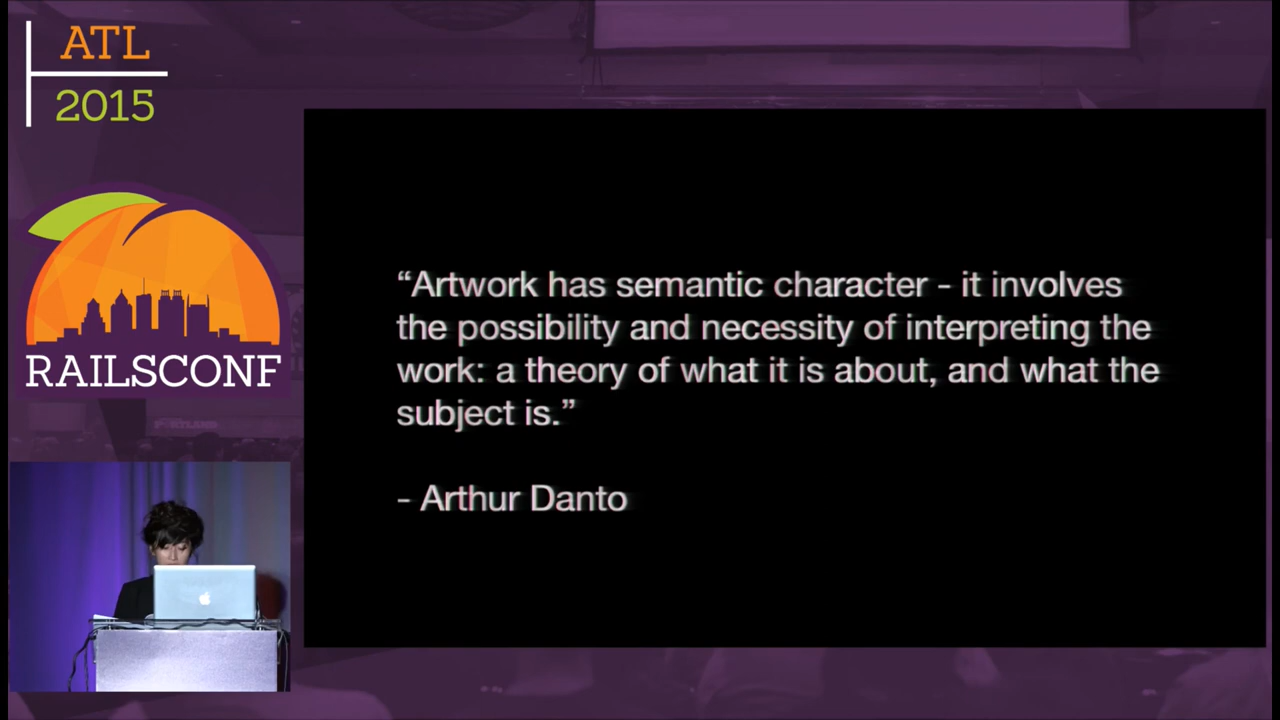 ATL
2015
RAILSCONF
“Artwork has semantic character - it involves
the possibility and necessity of interpreting the
work: a theory of what it is about, and what the
subject is.”
- Arthur Danto